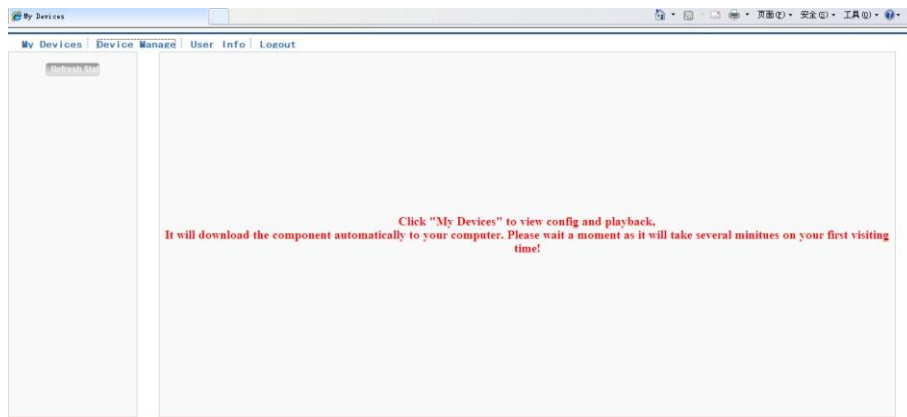 My Devices
页面(P) 安全(S) 工具(O)
My Devices Device Manage User Info Logout
Refresh Stat
Click "My Devices" to view config and playback,
It will download the component automatically to your computer. Please wait a moment as it will take several minitues on your first visiting
time!